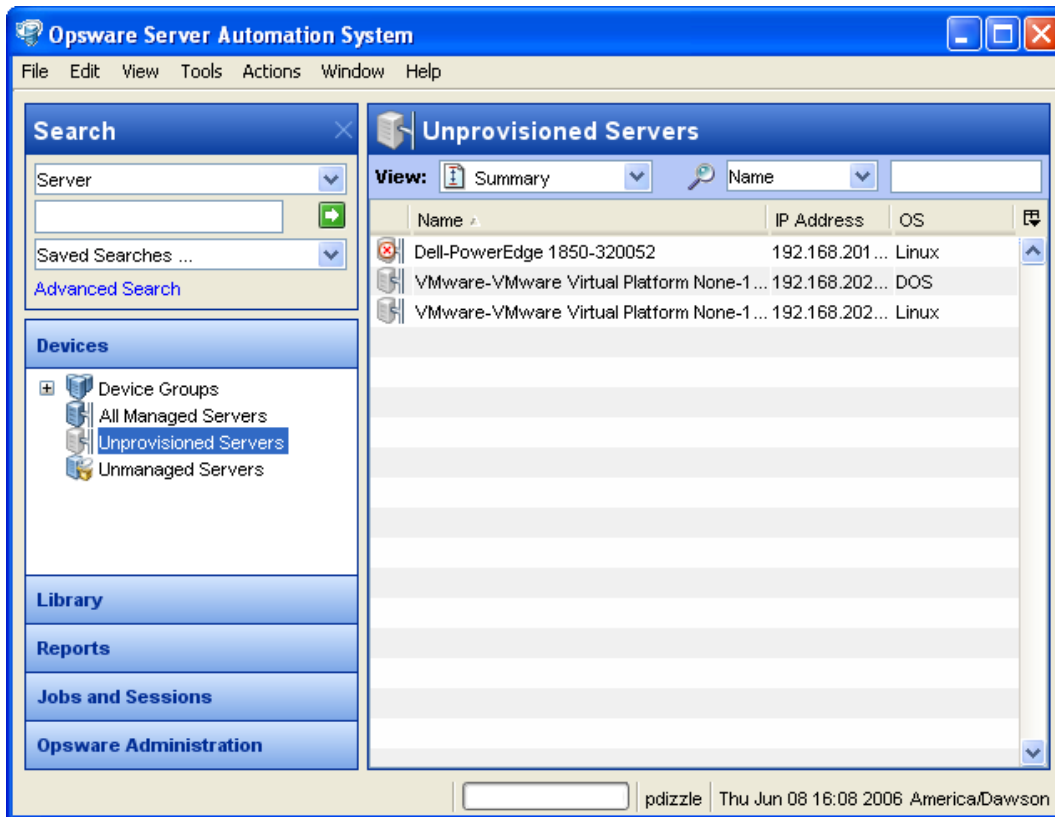 Opsware Server Automation System
File Edit View Tools Actions Window Help
Search
Server
Saved Searches ...
Advanced Search
Devices
Device Groups
All Managed Servers
Unprovisioned Servers
Unmanaged Servers
Library
Reports
Jobs and Sessions
Opsware Administration
Unprovisioned Servers
View: Summary Name
Name IP Address OS
Dell-PowerEdge 1850-320052 192.168.201... Linux
VMware-VMware Virtual Platform None-1... 192.168.202... DOS
VMware-VMware Virtual Platform None-1... 192.168.202... Linux
pdizzle Thu Jun 08 16:08 2006 America/Dawson